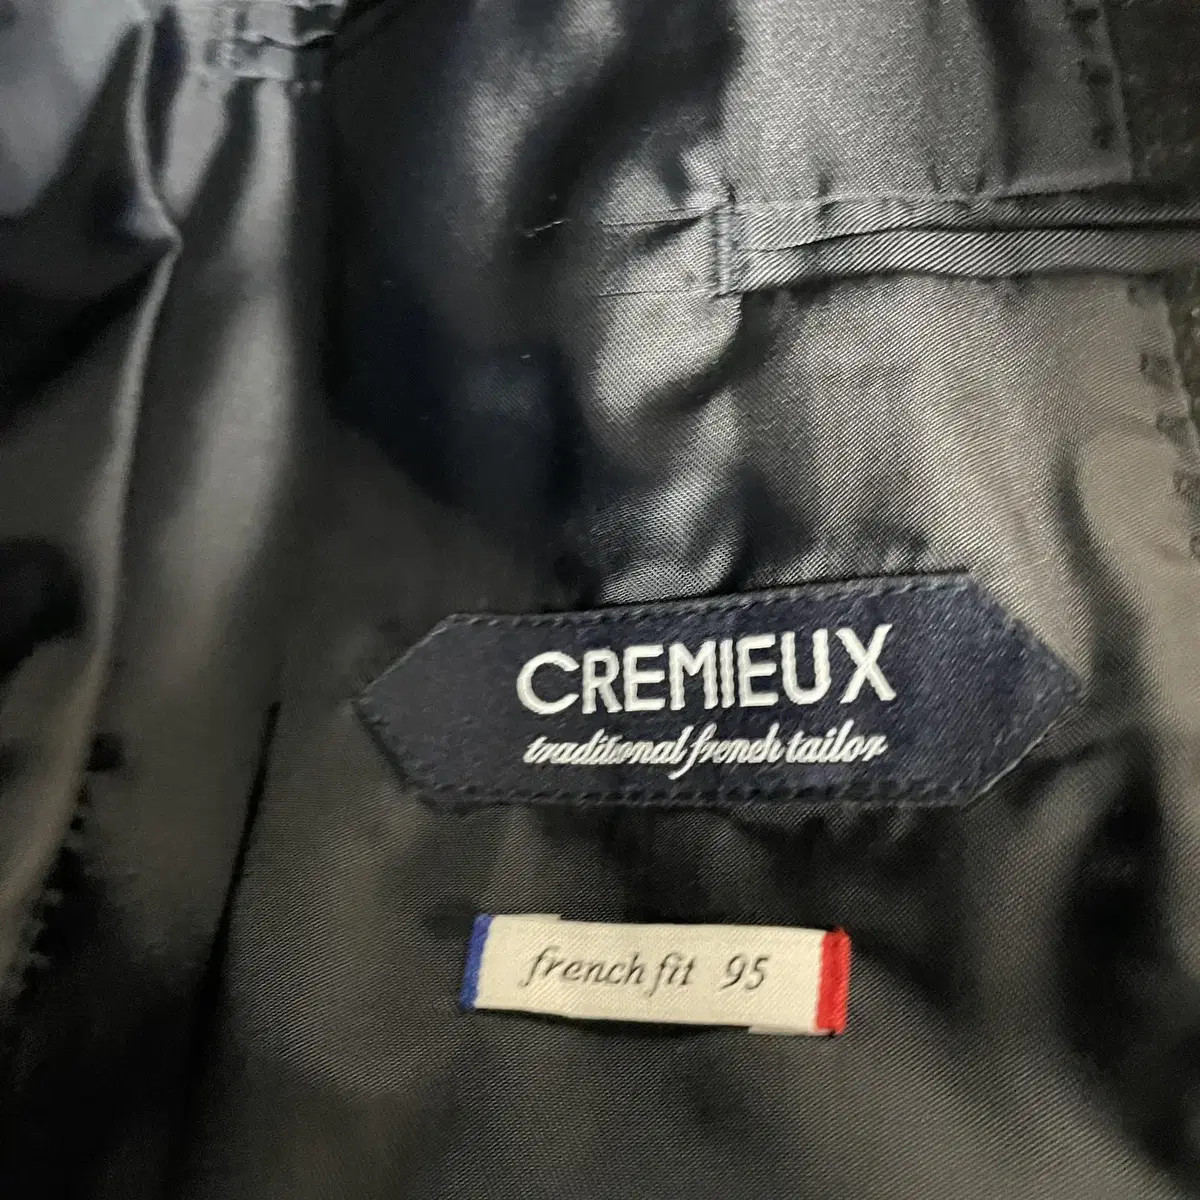 CREMIEUX
traditional french tailor
french fit 95